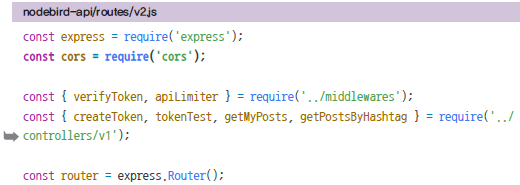 nodebird-api/routes/v2.js
const express = require('express');
const cors = require('cors');
const { verifyToken, apiLimiter } = require('../middlewares');
const { createToken, tokenTest, getMyPosts, getPostsByHashtag } = require('../
controllers/v1');
const router = express.Router();